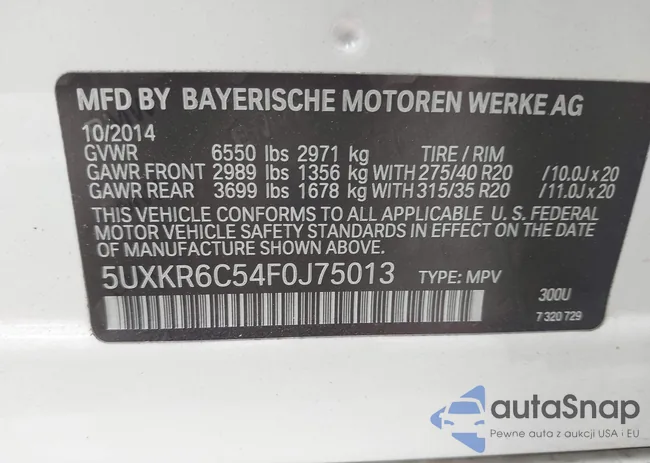 MFD BY BAYERISCHE MOTOREN WERKE AG
10/2014
GVWR 6550 lbs 2971 kg TIRE / RIM
GAWR FRONT 2989 lbs 1356 kg WITH 275/40 R20 /10.0J x 20
GAWR REAR 3699 lbs 1678 kg WITH 315/35 R20 /11.0J x 20
THIS VEHICLE CONFORMS TO ALL APPLICABLE U. S. FEDERAL
MOTOR VEHICLE SAFETY STANDARDS IN EFFECT ON THE DATE
OF MANUFACTURE SHOWN ABOVE.
5UXKR6C54F0J75013 TYPE: MPV
300U
7 320 729
autaSnap
Pewne auta z aukcji USA i EU